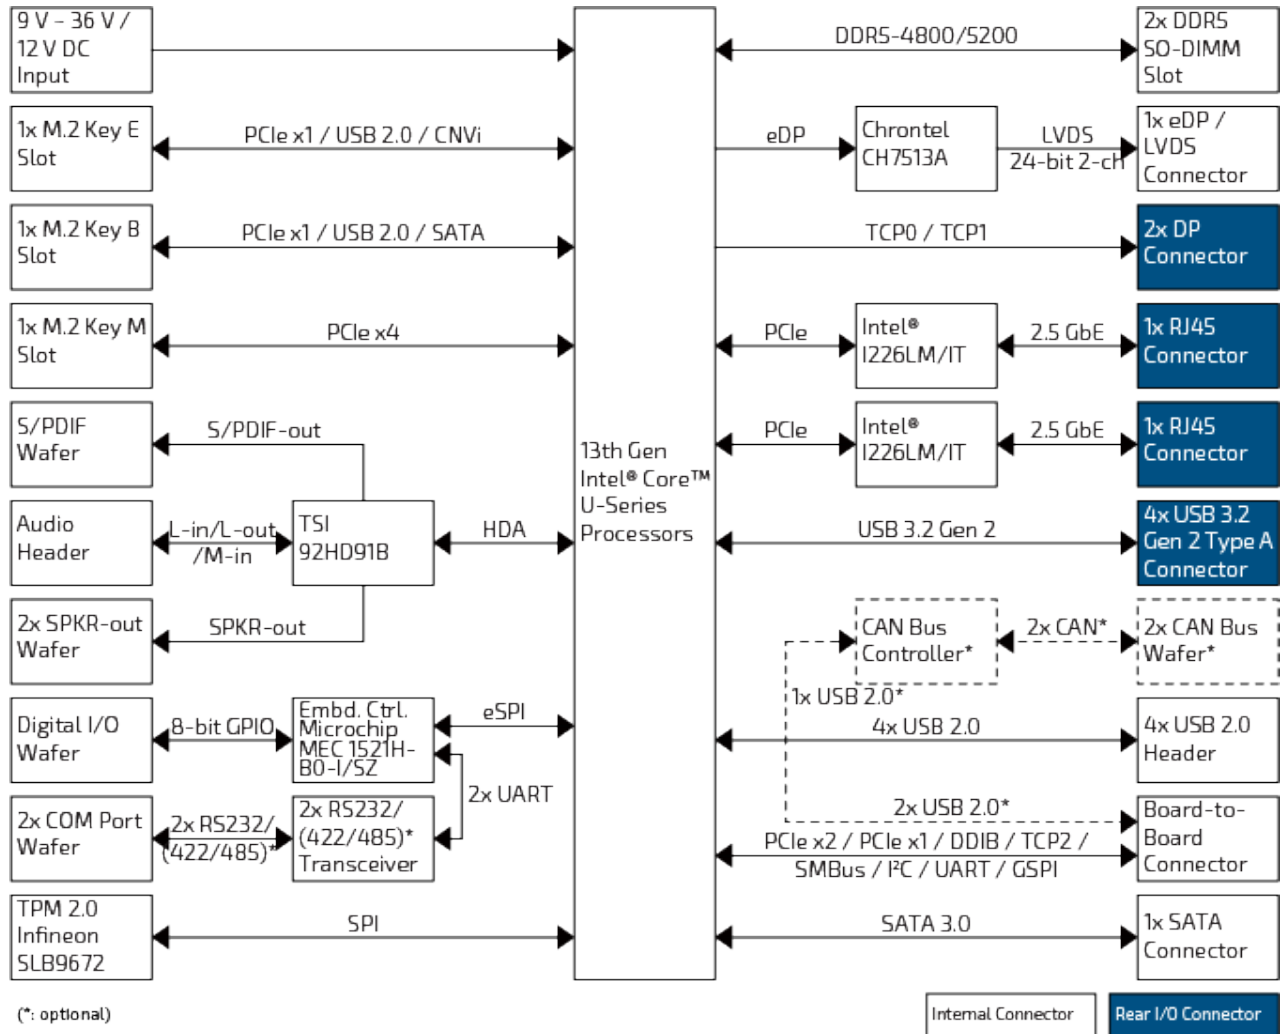 9 V – 36 V /
12 V DC
Input
DDR5-4800/5200
2x DDR5
SO-DIMM
Slot
1x M.2 Key E
Slot
PCIe x1 / USB 2.0 / CNVi
eDP
Chrontel
CH7513A
LVDS
24-bit 2-ch
1x eDP /
LVDS
Connector
1x M.2 Key B
Slot
PCIe x1 / USB 2.0 / SATA
TCP0 / TCP1
2x DP
Connector
1x M.2 Key M
Slot
PCIe x4
PCIe
Intel®
I226LM/IT
2.5 GbE
1x RJ45
Connector
S/PDIF
Wafer
S/PDIF-out
PCIe
Intel®
I226LM/IT
2.5 GbE
1x RJ45
Connector
13th Gen
Intel® Core™
U-Series
Processors
Audio
Header
L-in/L-out
/M-in
TSI
92HD91B
HDA
USB 3.2 Gen 2
4x USB 3.2
Gen 2 Type A
Connector
2x SPKR-out
Wafer
SPKR-out
CAN Bus
Controller*
2x CAN*
2x CAN Bus
Wafer*
1x USB 2.0*
Digital I/O
Wafer
8-bit GPIO
Embd. Ctrl.
Microchip
MEC 1521H-
B0-I/SZ
eSPI
4x USB 2.0
4x USB 2.0
Header
2x UART
2x COM Port
Wafer
2x RS232/
(422/485)*
2x RS232/
(422/485)*
Transceiver
2x USB 2.0*
PCIe x2 / PCIe x1 / DDIB / TCP2 /
SMBus / I²C / UART / GSPI
Board-to-
Board
Connector
TPM 2.0
Infineon
SLB9672
SPI
SATA 3.0
1x SATA
Connector
(*: optional)
Internal Connector
Rear I/O Connector